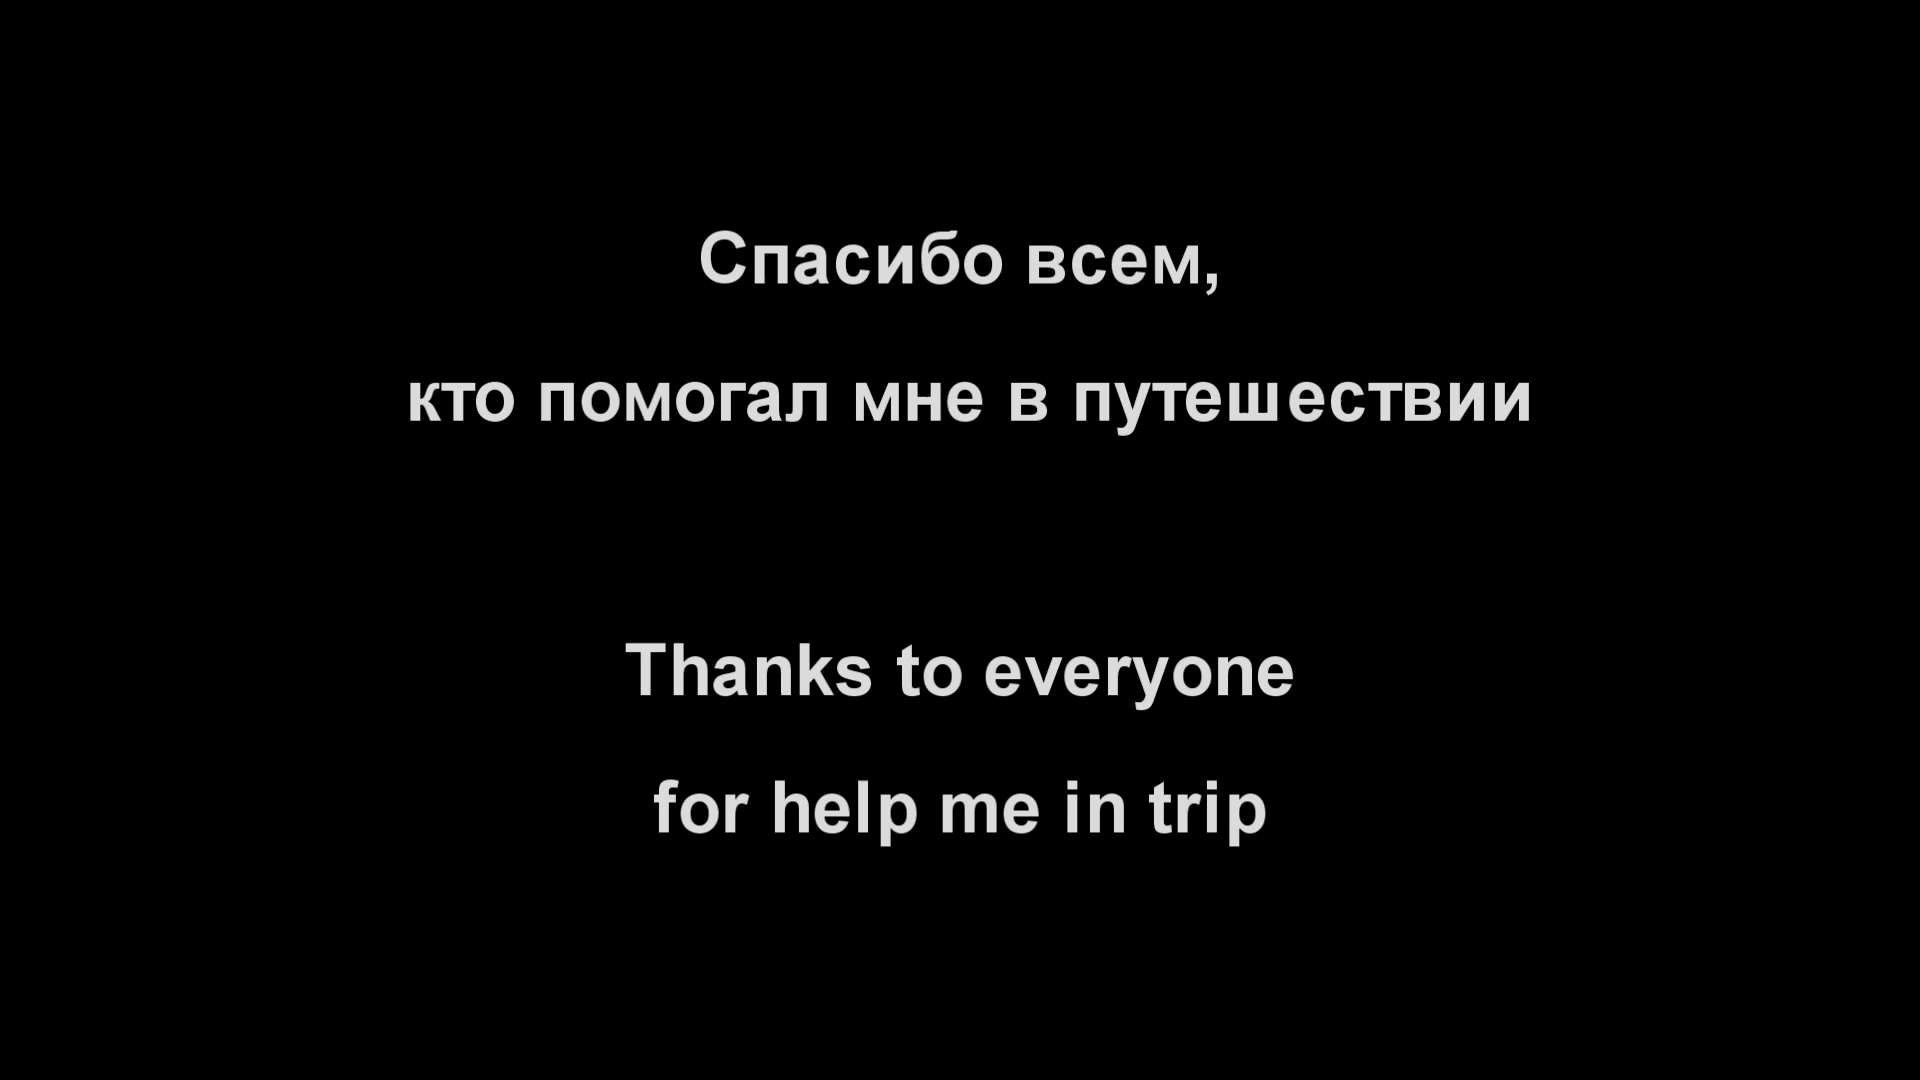 Спасибо всем,
кто помогал мне в путешествии
Thanks to everyone
for help me in trip